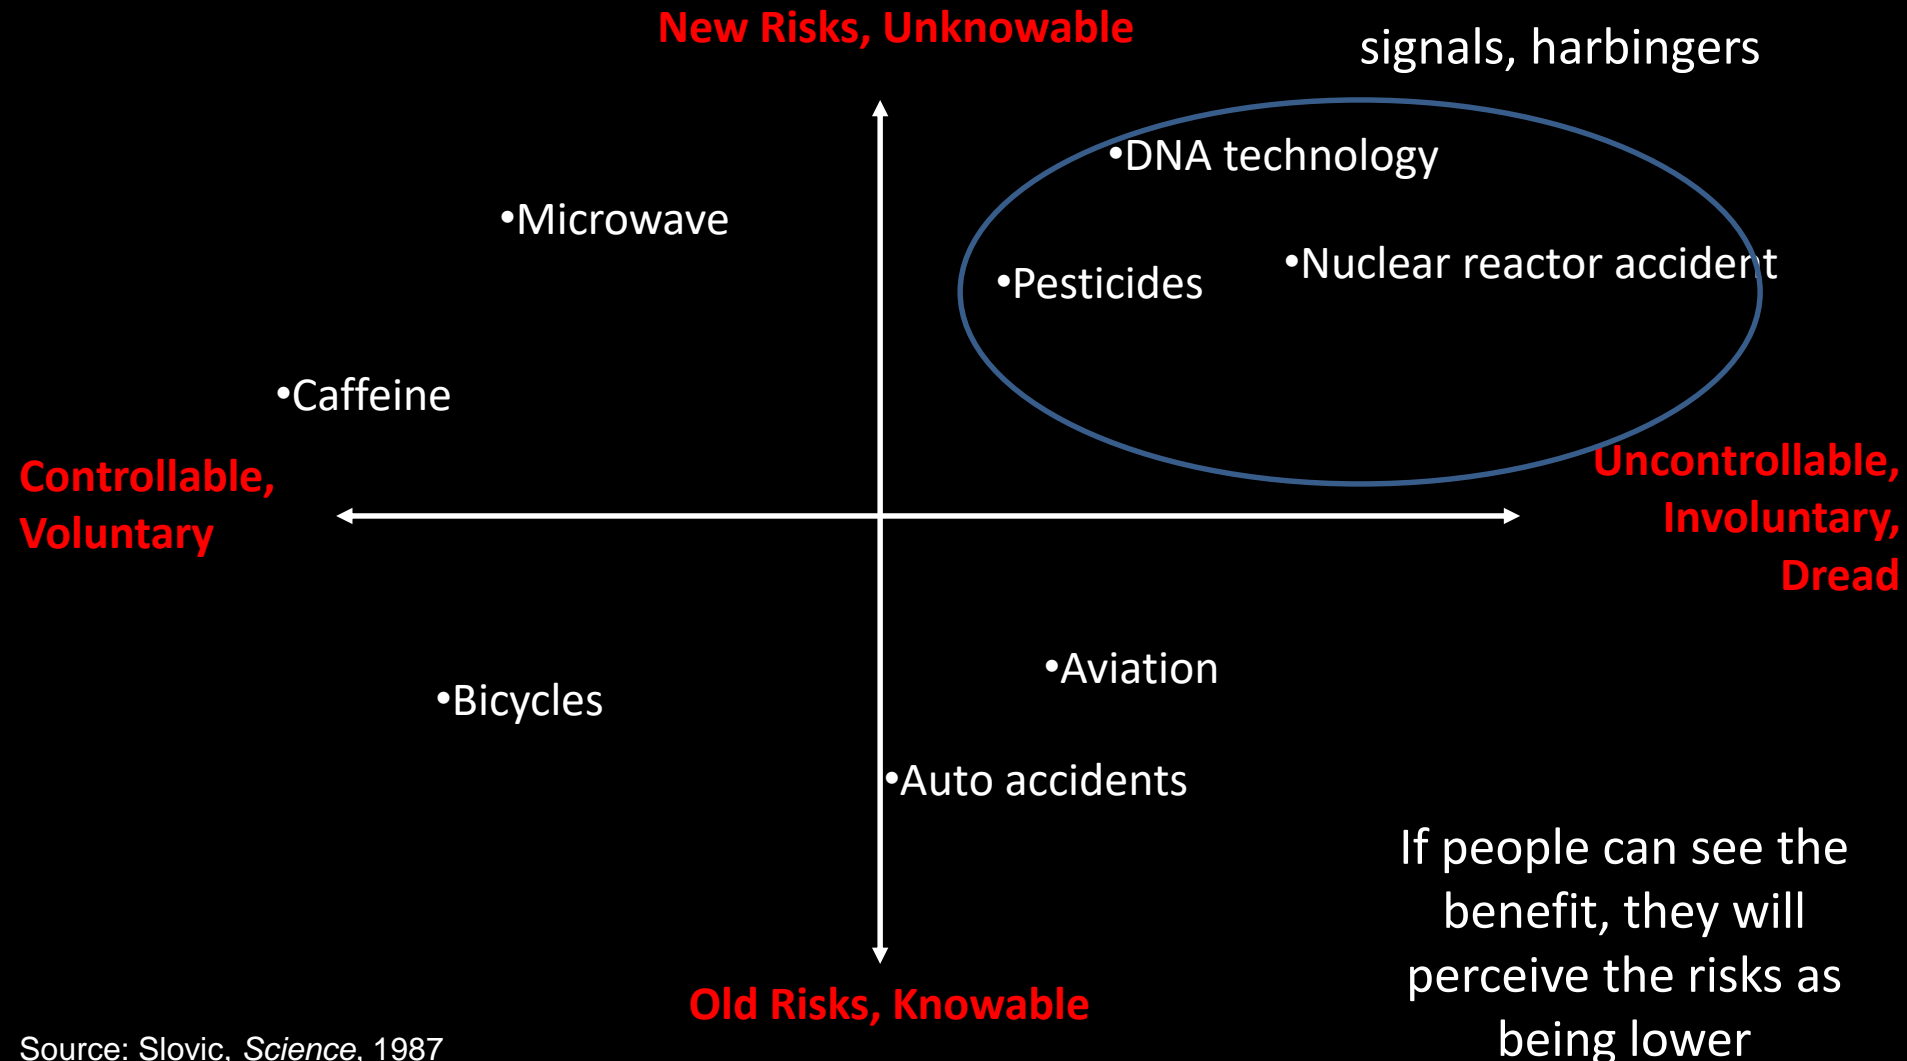 New Risks, Unknowable
signals, harbingers
•DNA technology
•Microwave
•Nuclear reactor accident
•Pesticides
•Caffeine
Controllable,
Voluntary
Uncontrollable,
Involuntary,
Dread
•Aviation
•Bicycles
•Auto accidents
If people can see the
benefit, they will
perceive the risks as
being lower
Old Risks, Knowable
Source: Slovic, Science, 1987